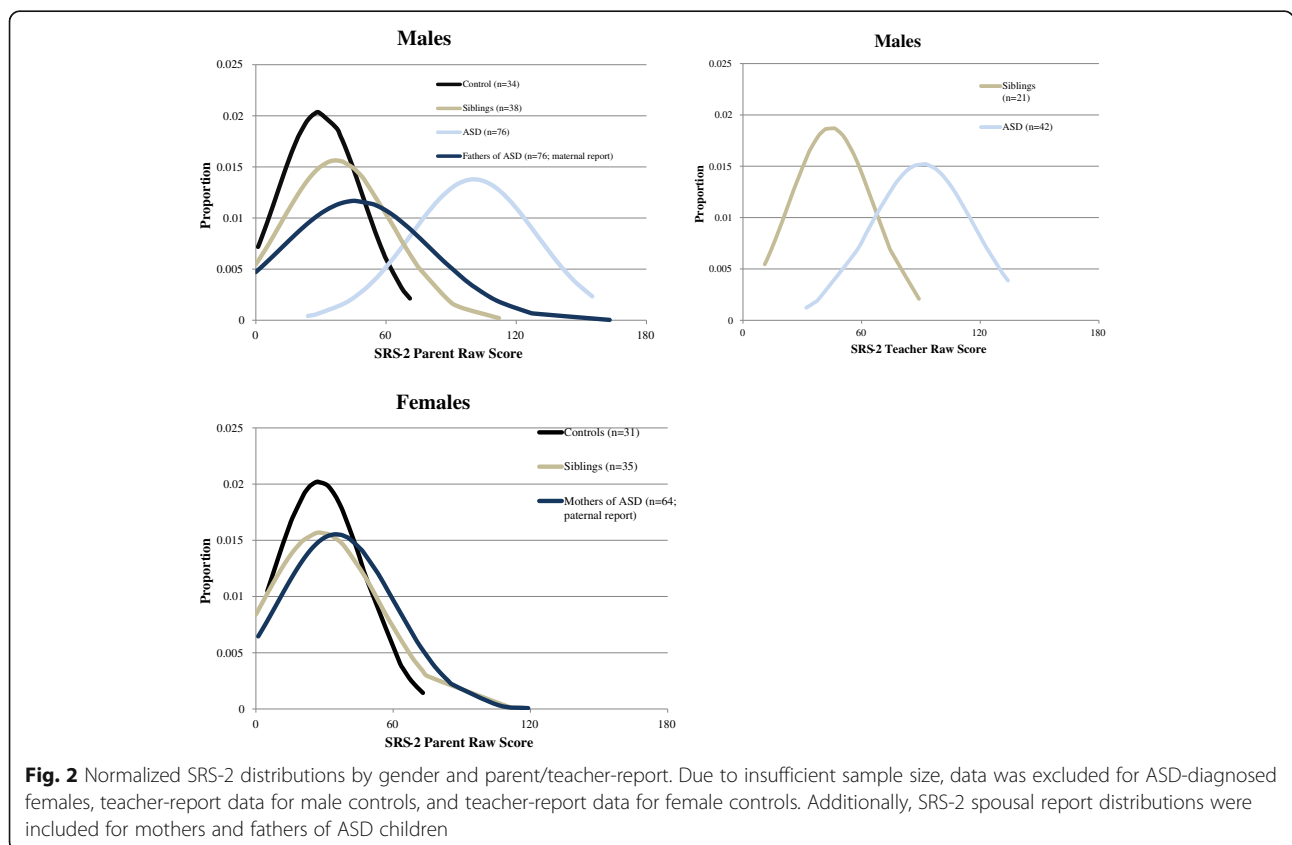 Males
0.025
0.02
0.015
0.01
0.005
0
Proportion
Control (n=34)
Siblings (n=38)
ASD (n=76)
Fathers of ASD (n=76; maternal report)
0
60
120
180
SRS-2 Parent Raw Score
Males
0.025
0.02
0.015
0.01
0.005
0
Proportion
Siblings
(n=21)
ASD (n=42)
0
60
120
180
SRS-2 Teacher Raw Score
Females
0.025
0.02
0.015
0.01
0.005
0
Proportion
Controls (n=31)
Siblings (n=35)
Mothers of ASD (n=64;
paternal report)
0
60
120
180
SRS-2 Parent Raw Score
Fig. 2 Normalized SRS-2 distributions by gender and parent/teacher-report. Due to insufficient sample size, data was excluded for ASD-diagnosed
females, teacher-report data for male controls, and teacher-report data for female controls. Additionally, SRS-2 spousal report distributions were
included for mothers and fathers of ASD children